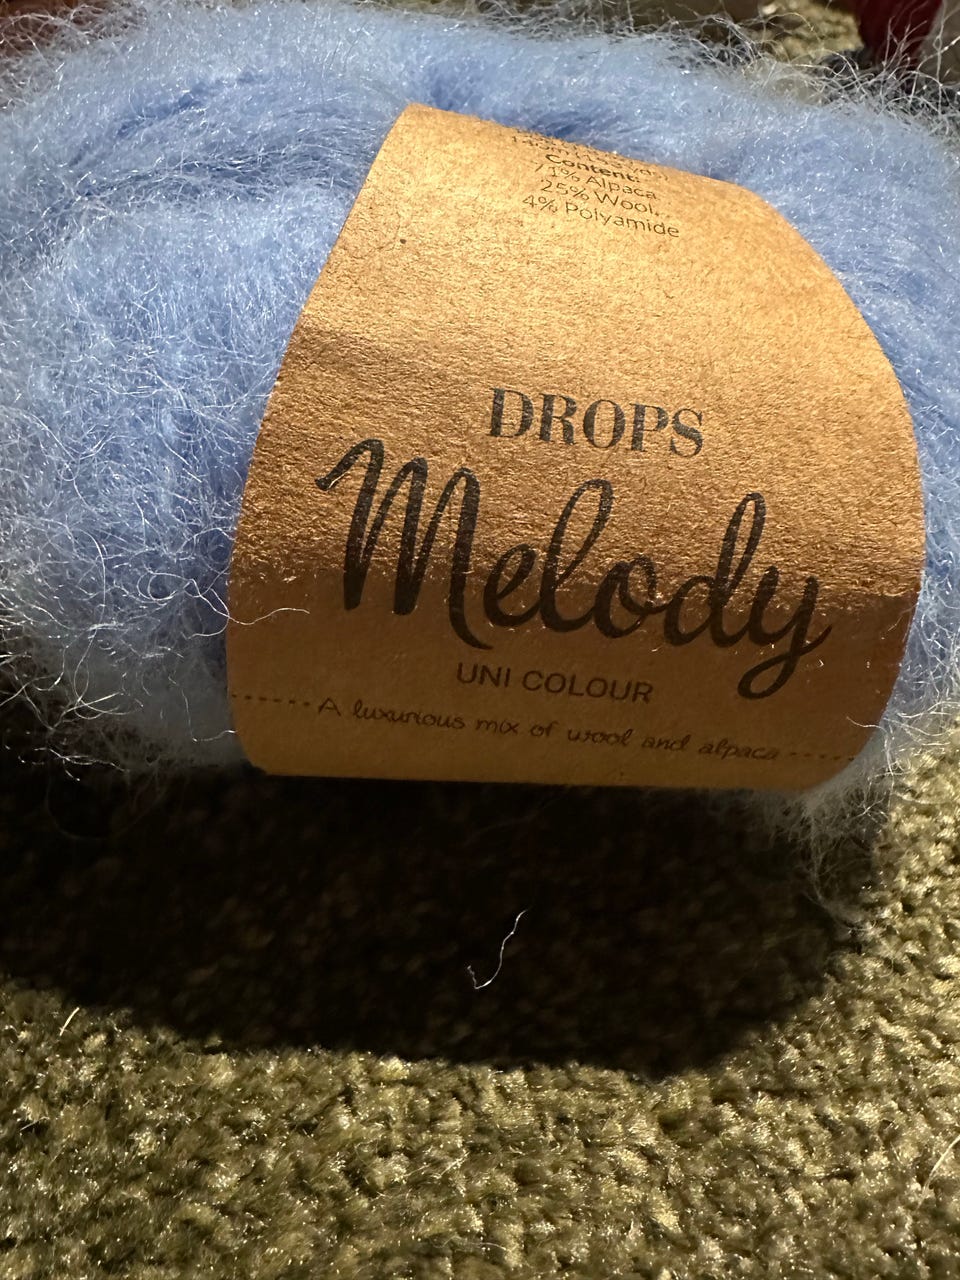 Content:
71% Alpaca
25% Wool,
4% Polyamide
DROPS
Melody
UNI COLOUR
A luxurious mix of wool and alpaca